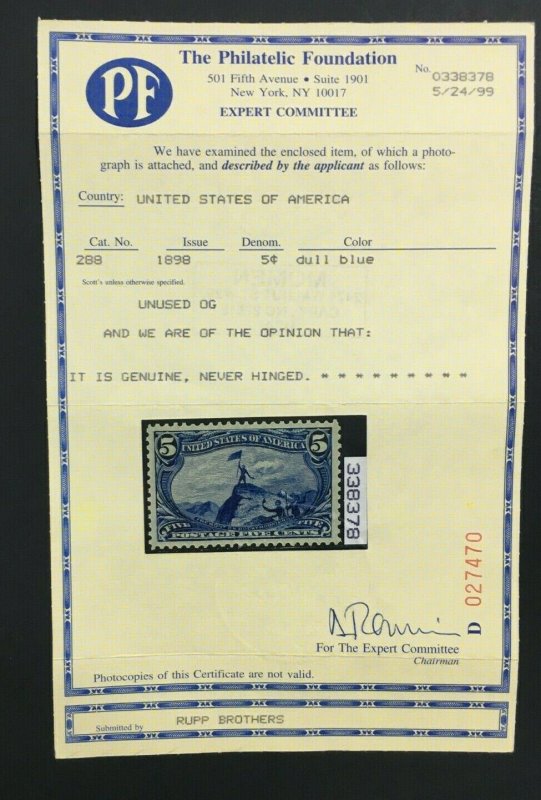 PF
The Philatelic Foundation
501 Fifth Avenue • Suite 1901
New York, NY 10017
EXPERT COMMITTEE
No. 0338378
5/24/99
We have examined the enclosed item, of which a photo-
graph is attached, and described by the applicant as follows:
Country: UNITED STATES OF AMERICA
Cat. No. Issue Denom. Color
288 1898 5¢ dull blue
Scott's unless otherwise specified.
UNUSED OG
AND WE ARE OF THE OPINION THAT:
IT IS GENUINE, NEVER HINGED. * * * * * * * * *
5 UNITED STATES OF AMERICA 5
FIVE FIVE
POSTAGE FIVE CENTS
338378
D 027470
For The Expert Committee
Chairman
Photocopies of this Certificate are not valid.
Submitted by RUPP BROTHERS